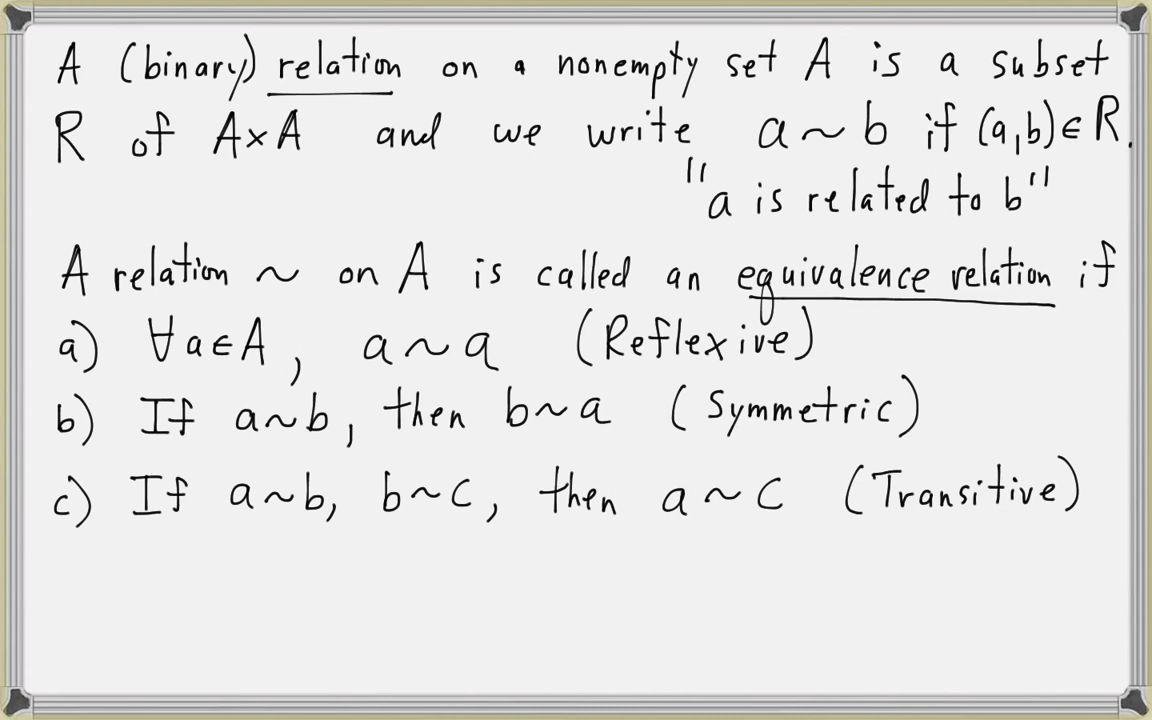 A (binary) relation on a nonempty set A is a subset
R of A×A and we write a ~ b if (a,b) ∈ R.
"a is related to b"
A relation ~ on A is called an equivalence relation if
a) ∀a∈A, a~a (Reflexive)
b) If a~b, then b~a (Symmetric)
c) If a~b, b~c, then a~c (Transitive)